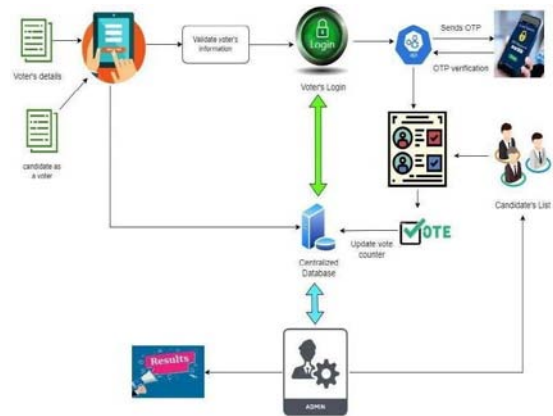 Voter's details
candidate as
a voter
Validate voter's
information
Login
Voter's Login
Sends OTP
OTP verification
Candidate's List
VOTE
Update vote
counter
Centralized
Database
Results
ADMIN